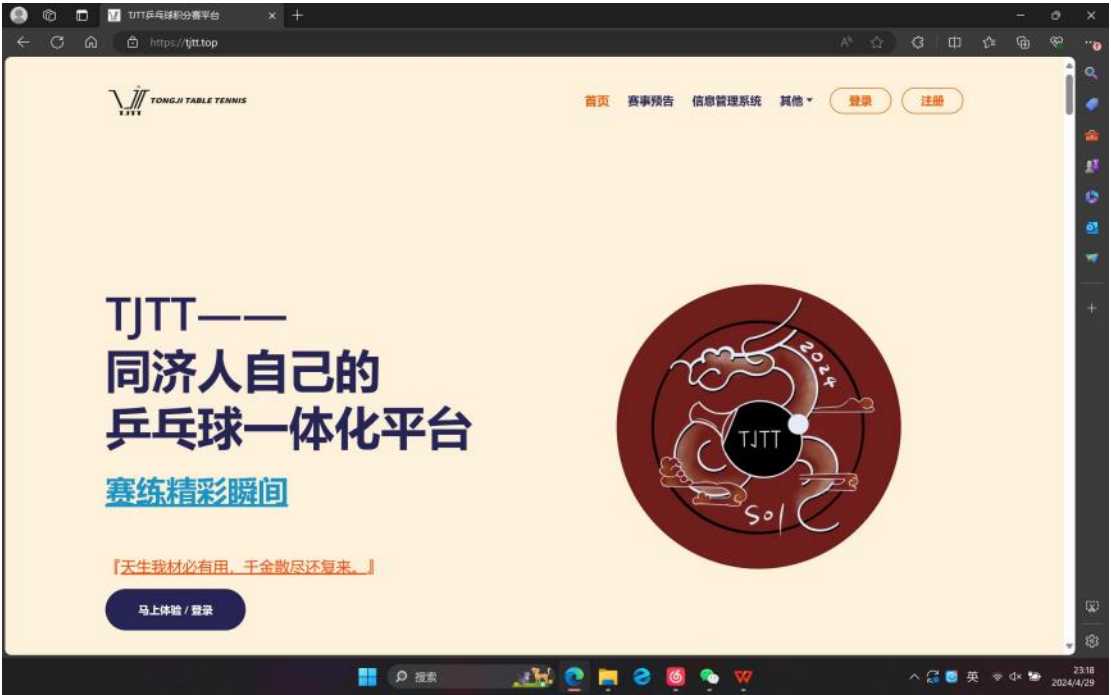 TJTT乒乓球积分赛平台
https://tjtt.top
TJTT
TONGJI TABLE TENNIS
首页 赛事预告 信息管理系统 其他 登录 注册
TJTT——
同济人自己的
乒乓球一体化平台
赛练精彩瞬间
『天生我材必有用，千金散尽还复来。』
马上体验 / 登录
2024
TJTT
搜索
英
23:18
2024/4/29